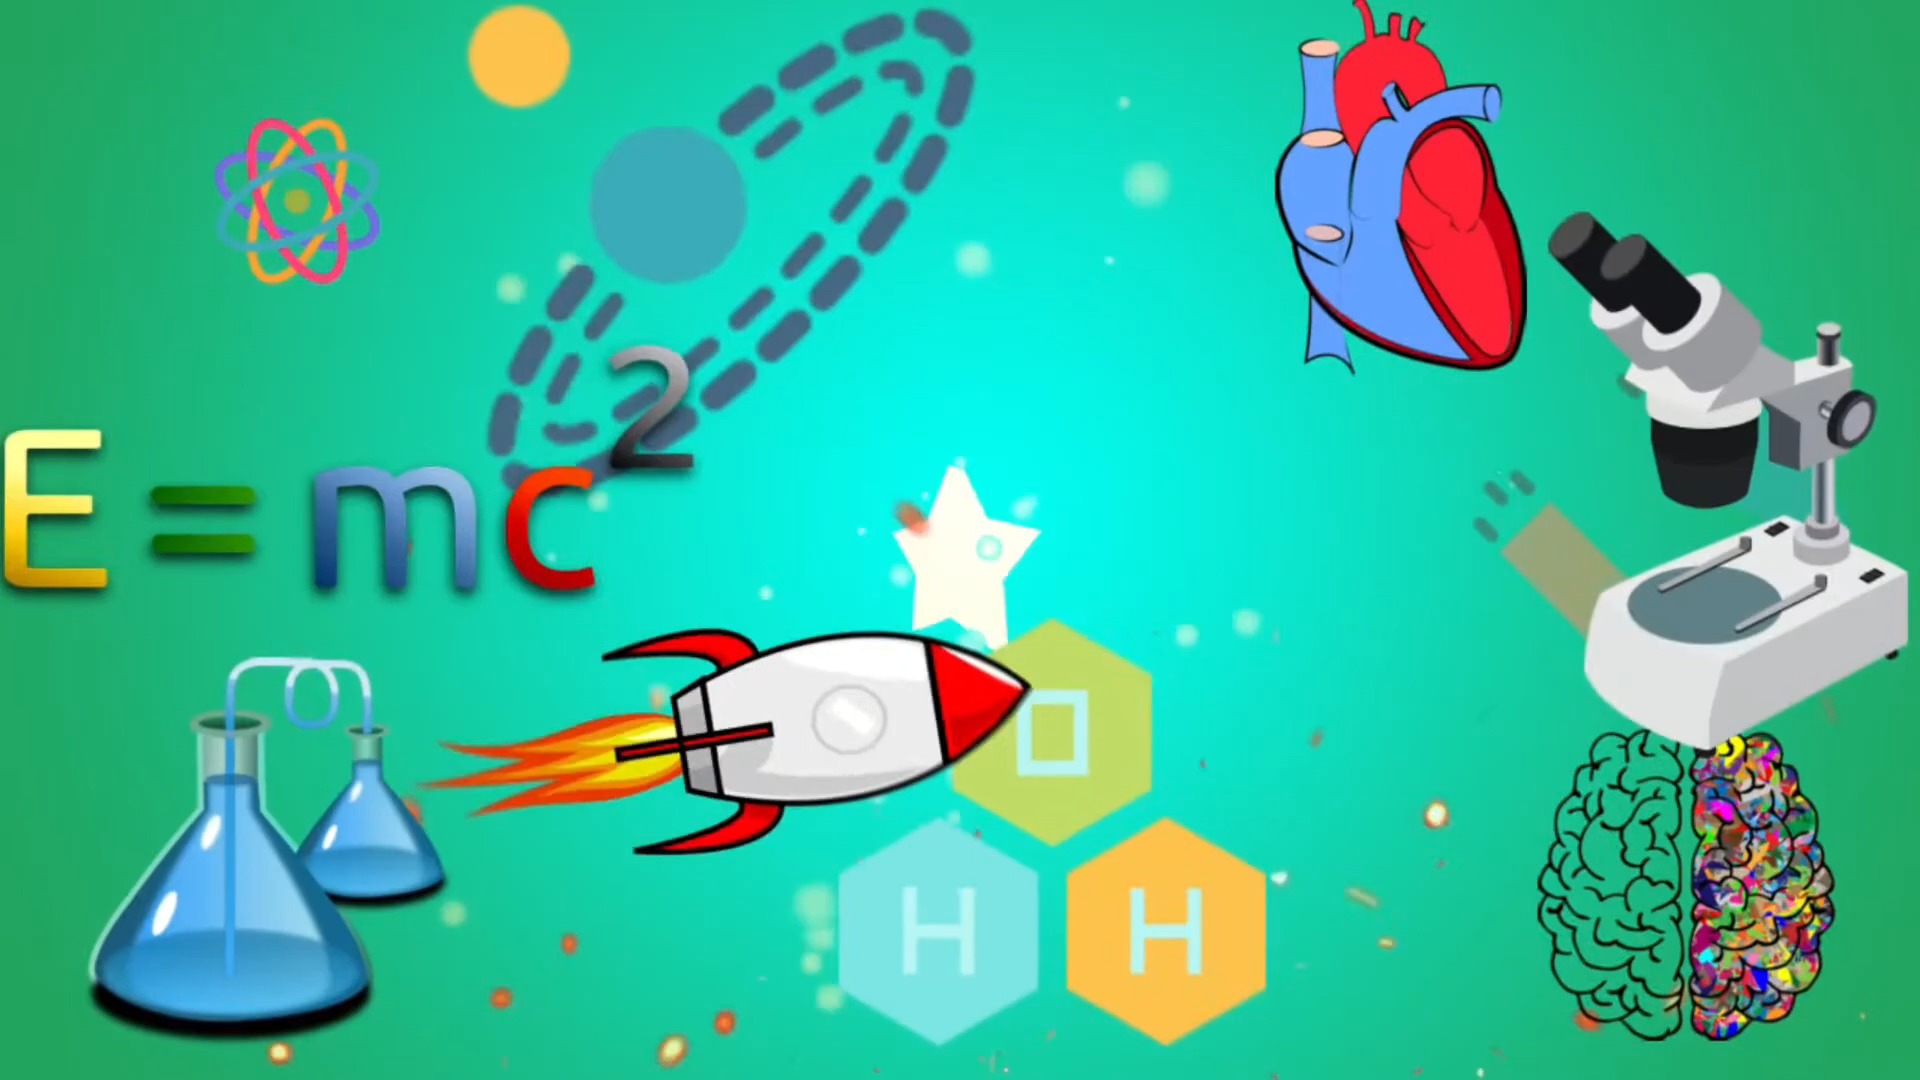 E = mc²
O
H H